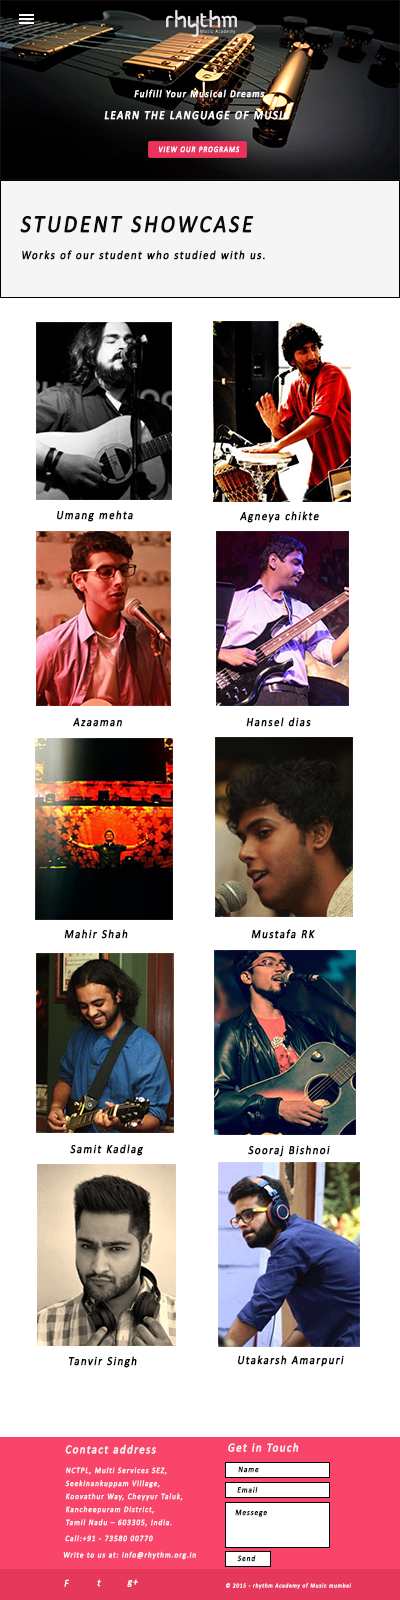 rhythm
Music Academy
Fulfill Your Musical Dreams
LEARN THE LANGUAGE OF MUSIC
VIEW OUR PROGRAMS
STUDENT SHOWCASE
Works of our student who studied with us.
Umang mehta
Agneya chikte
Azaaman
Hansel dias
Mahir Shah
Mustafa RK
Samit Kadlag
Sooraj Bishnoi
Tanvir Singh
Utakarsh Amarpuri
Contact address
NCTPL, Multi Services SEZ,
Seekinankuppam Village,
Koovathur Way, Cheyyur Taluk,
Kancheepuram District,
Tamil Nadu – 603305, India.
Call:+91 - 73580 00770
Write to us at: info@rhythm.org.in
Get in Touch
Name
Email
Messege
Send
F t g+
© 2015 - rhythm Academy of Music mumbai